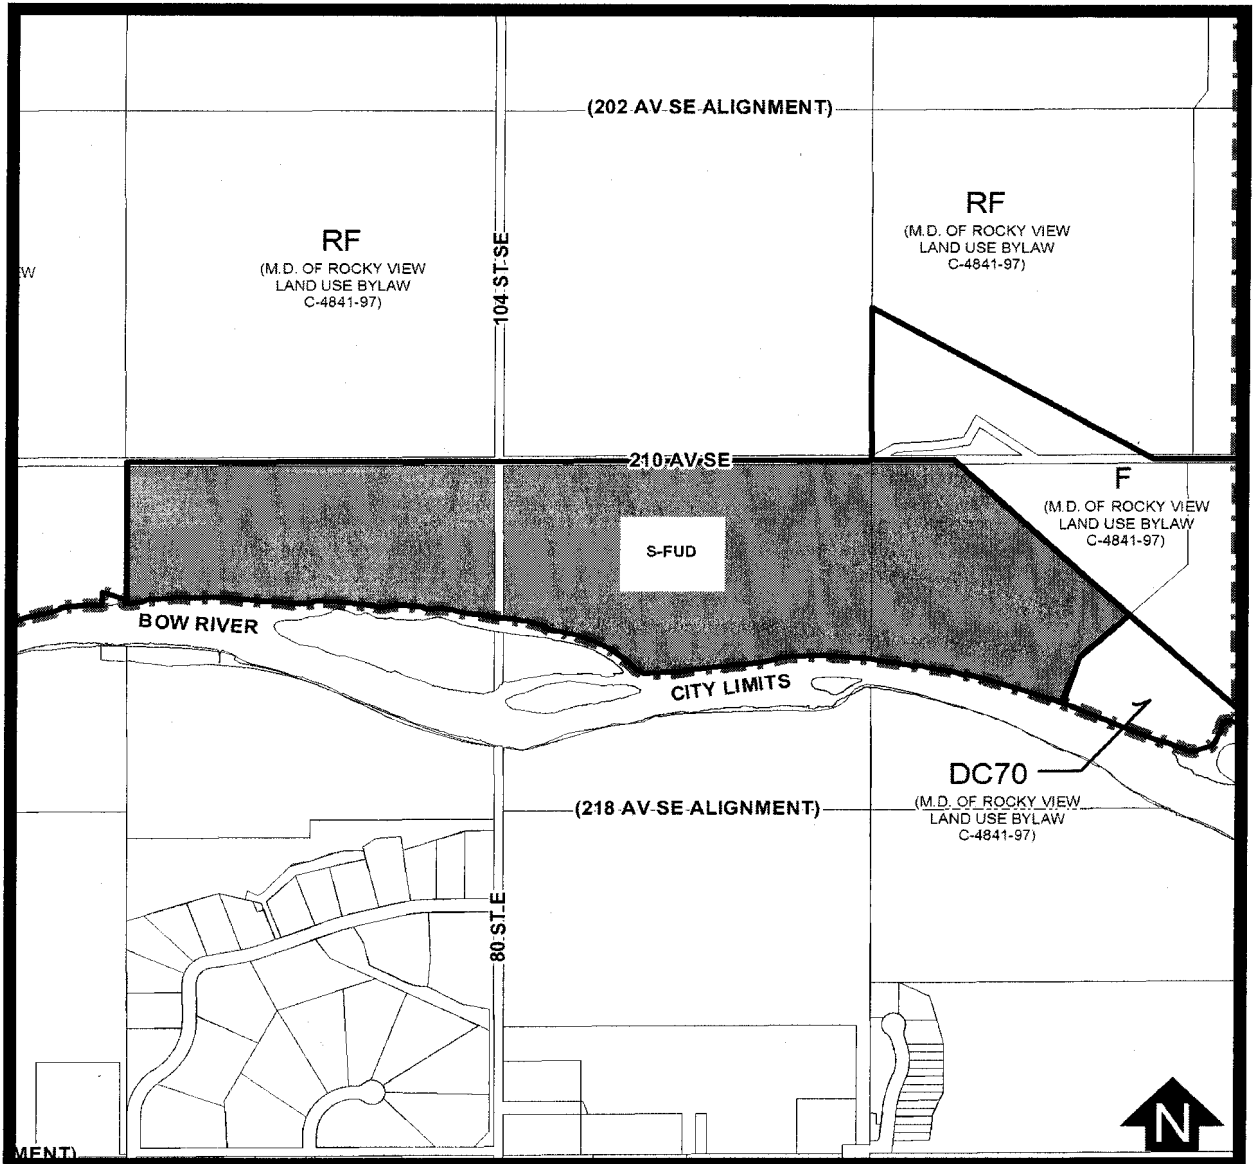 (202 AV SE ALIGNMENT)
RF
(M.D. OF ROCKY VIEW
LAND USE BYLAW
C-4841-97)
RF
(M.D. OF ROCKY VIEW
LAND USE BYLAW
C-4841-97)
EW
104 ST SE
210 AV SE
F
(M.D. OF ROCKY VIEW
LAND USE BYLAW
C-4841-97)
S-FUD
BOW RIVER
CITY LIMITS
DC70
(M.D. OF ROCKY VIEW
LAND USE BYLAW
C-4841-97)
(218 AV SE ALIGNMENT)
80 ST E
N
MENT)